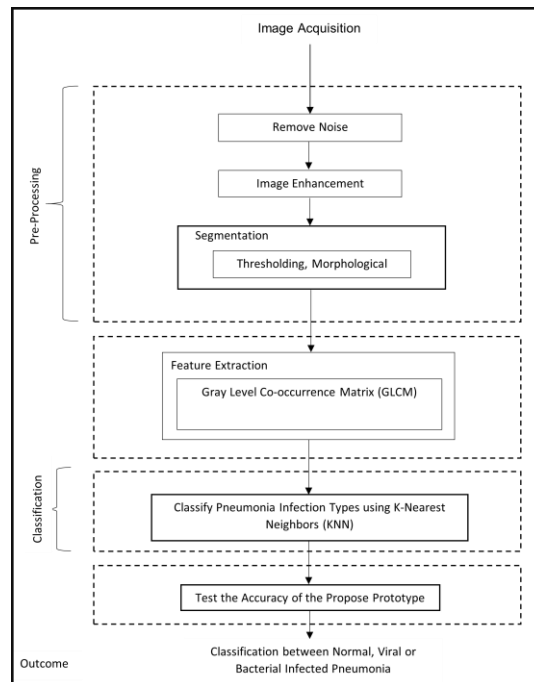 Image Acquisition
Pre-Processing
Remove Noise
Image Enhancement
Segmentation
Thresholding, Morphological
Feature Extraction
Gray Level Co-occurrence Matrix (GLCM)
Classification
Classify Pneumonia Infection Types using K-Nearest
Neighbors (KNN)
Test the Accuracy of the Propose Prototype
Classification between Normal, Viral or
Bacterial Infected Pneumonia
Outcome